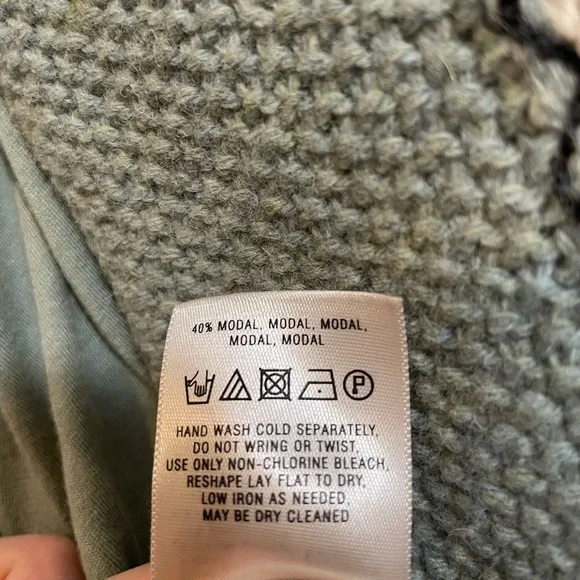 40% MODAL, MODAL, MODAL,
MODAL, MODAL
P
HAND WASH COLD SEPARATELY,
DO NOT WRING OR TWIST,
USE ONLY NON-CHLORINE BLEACH,
RESHAPE LAY FLAT TO DRY,
LOW IRON AS NEEDED,
MAY BE DRY CLEANED